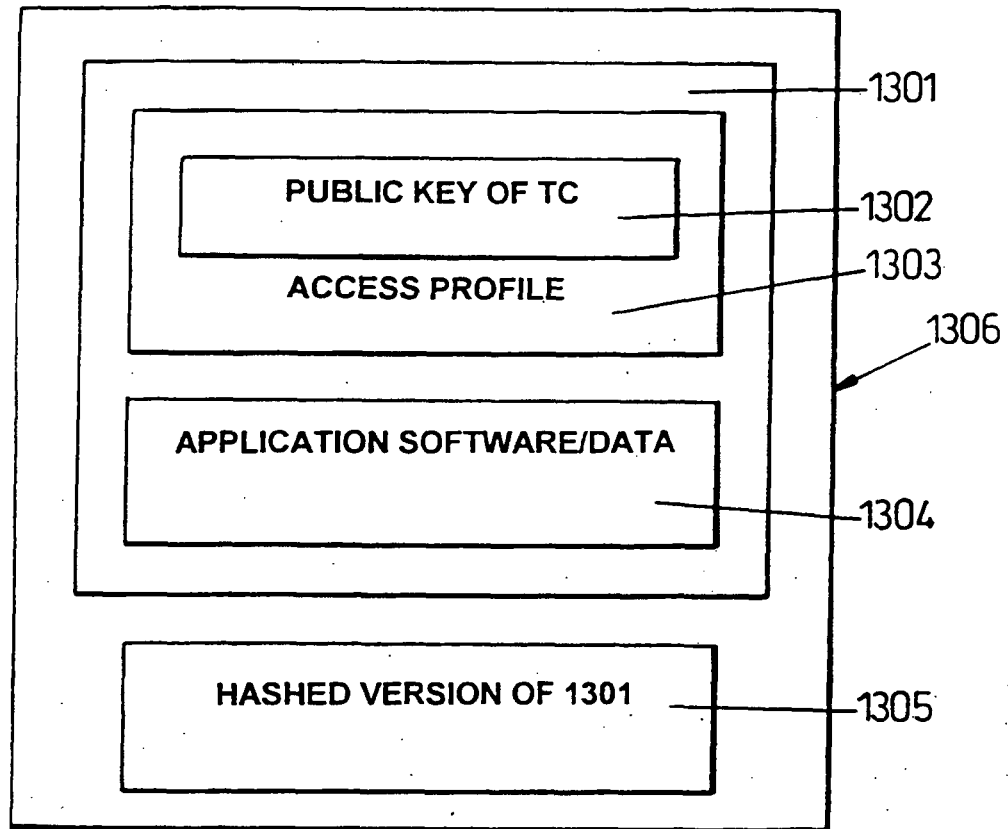 1301
PUBLIC KEY OF TC
1302
1303
ACCESS PROFILE
1306
APPLICATION SOFTWARE/DATA
1304
HASHED VERSION OF 1301
1305